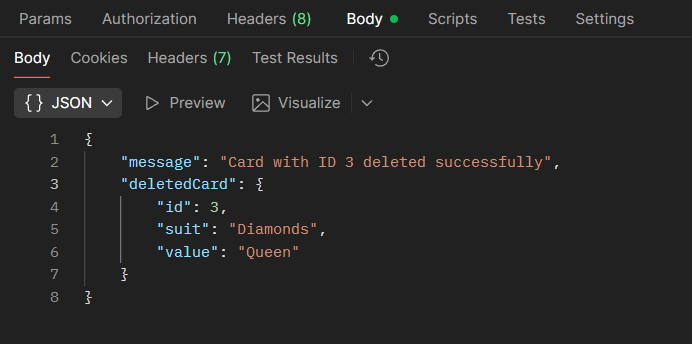 Params Authorization Headers (8) Body Scripts Tests Settings
Body Cookies Headers (7) Test Results
{} JSON Preview Visualize
1 {
2 "message": "Card with ID 3 deleted successfully",
3 "deletedCard": {
4 "id": 3,
5 "suit": "Diamonds",
6 "value": "Queen"
7 }
8 }